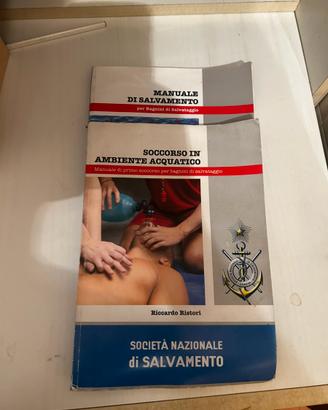 MANUALE
DI SALVAMENTO
per Bagnini di Salvataggio
SOCCORSO IN
AMBIENTE ACQUATICO
Manuale di primo soccorso per bagnini di salvataggio
Riccardo Ristori
SOCIETÀ NAZIONALE
di SALVAMENTO